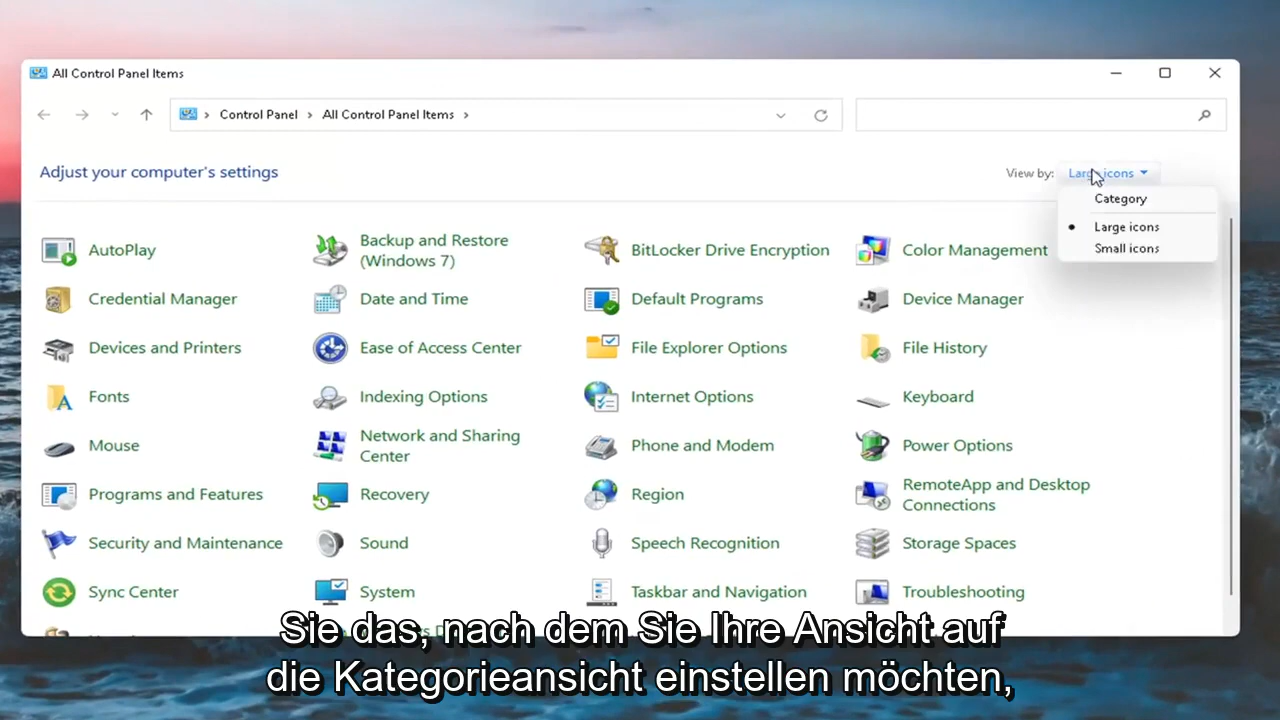 All Control Panel Items
Control Panel > All Control Panel Items >
Adjust your computer's settings
View by: Large icons
Category
Large icons
Small icons
AutoPlay
Backup and Restore
(Windows 7)
BitLocker Drive Encryption
Color Management
Credential Manager
Date and Time
Default Programs
Device Manager
Devices and Printers
Ease of Access Center
File Explorer Options
File History
Fonts
Indexing Options
Internet Options
Keyboard
Mouse
Network and Sharing
Center
Phone and Modem
Power Options
Programs and Features
Recovery
Region
RemoteApp and Desktop
Connections
Security and Maintenance
Sound
Speech Recognition
Storage Spaces
Sync Center
System
Taskbar and Navigation
Troubleshooting
Sie das, nach dem Sie Ihre Ansicht auf
die Kategorieansicht einstellen möchten,